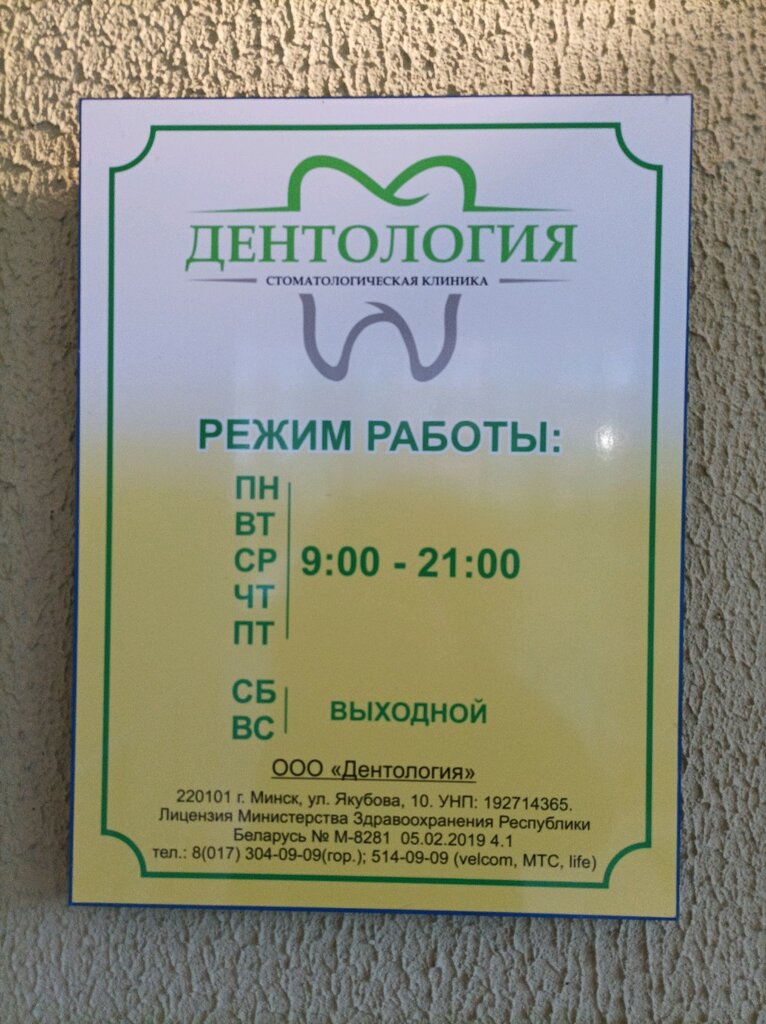 ДЕНТОЛОГИЯ
СТОМАТОЛОГИЧЕСКАЯ КЛИНИКА
РЕЖИМ РАБОТЫ:
ПН
ВТ
СР 9:00 - 21:00
ЧТ
ПТ
СБ
ВС ВЫХОДНОЙ
ООО «Дентология»
220101 г. Минск, ул. Якубова, 10. УНП: 192714365.
Лицензия Министерства Здравоохранения Республики
Беларусь № М-8281 05.02.2019 4.1
тел.: 8(017) 304-09-09(гор.); 514-09-09 (velcom, МТС, life)